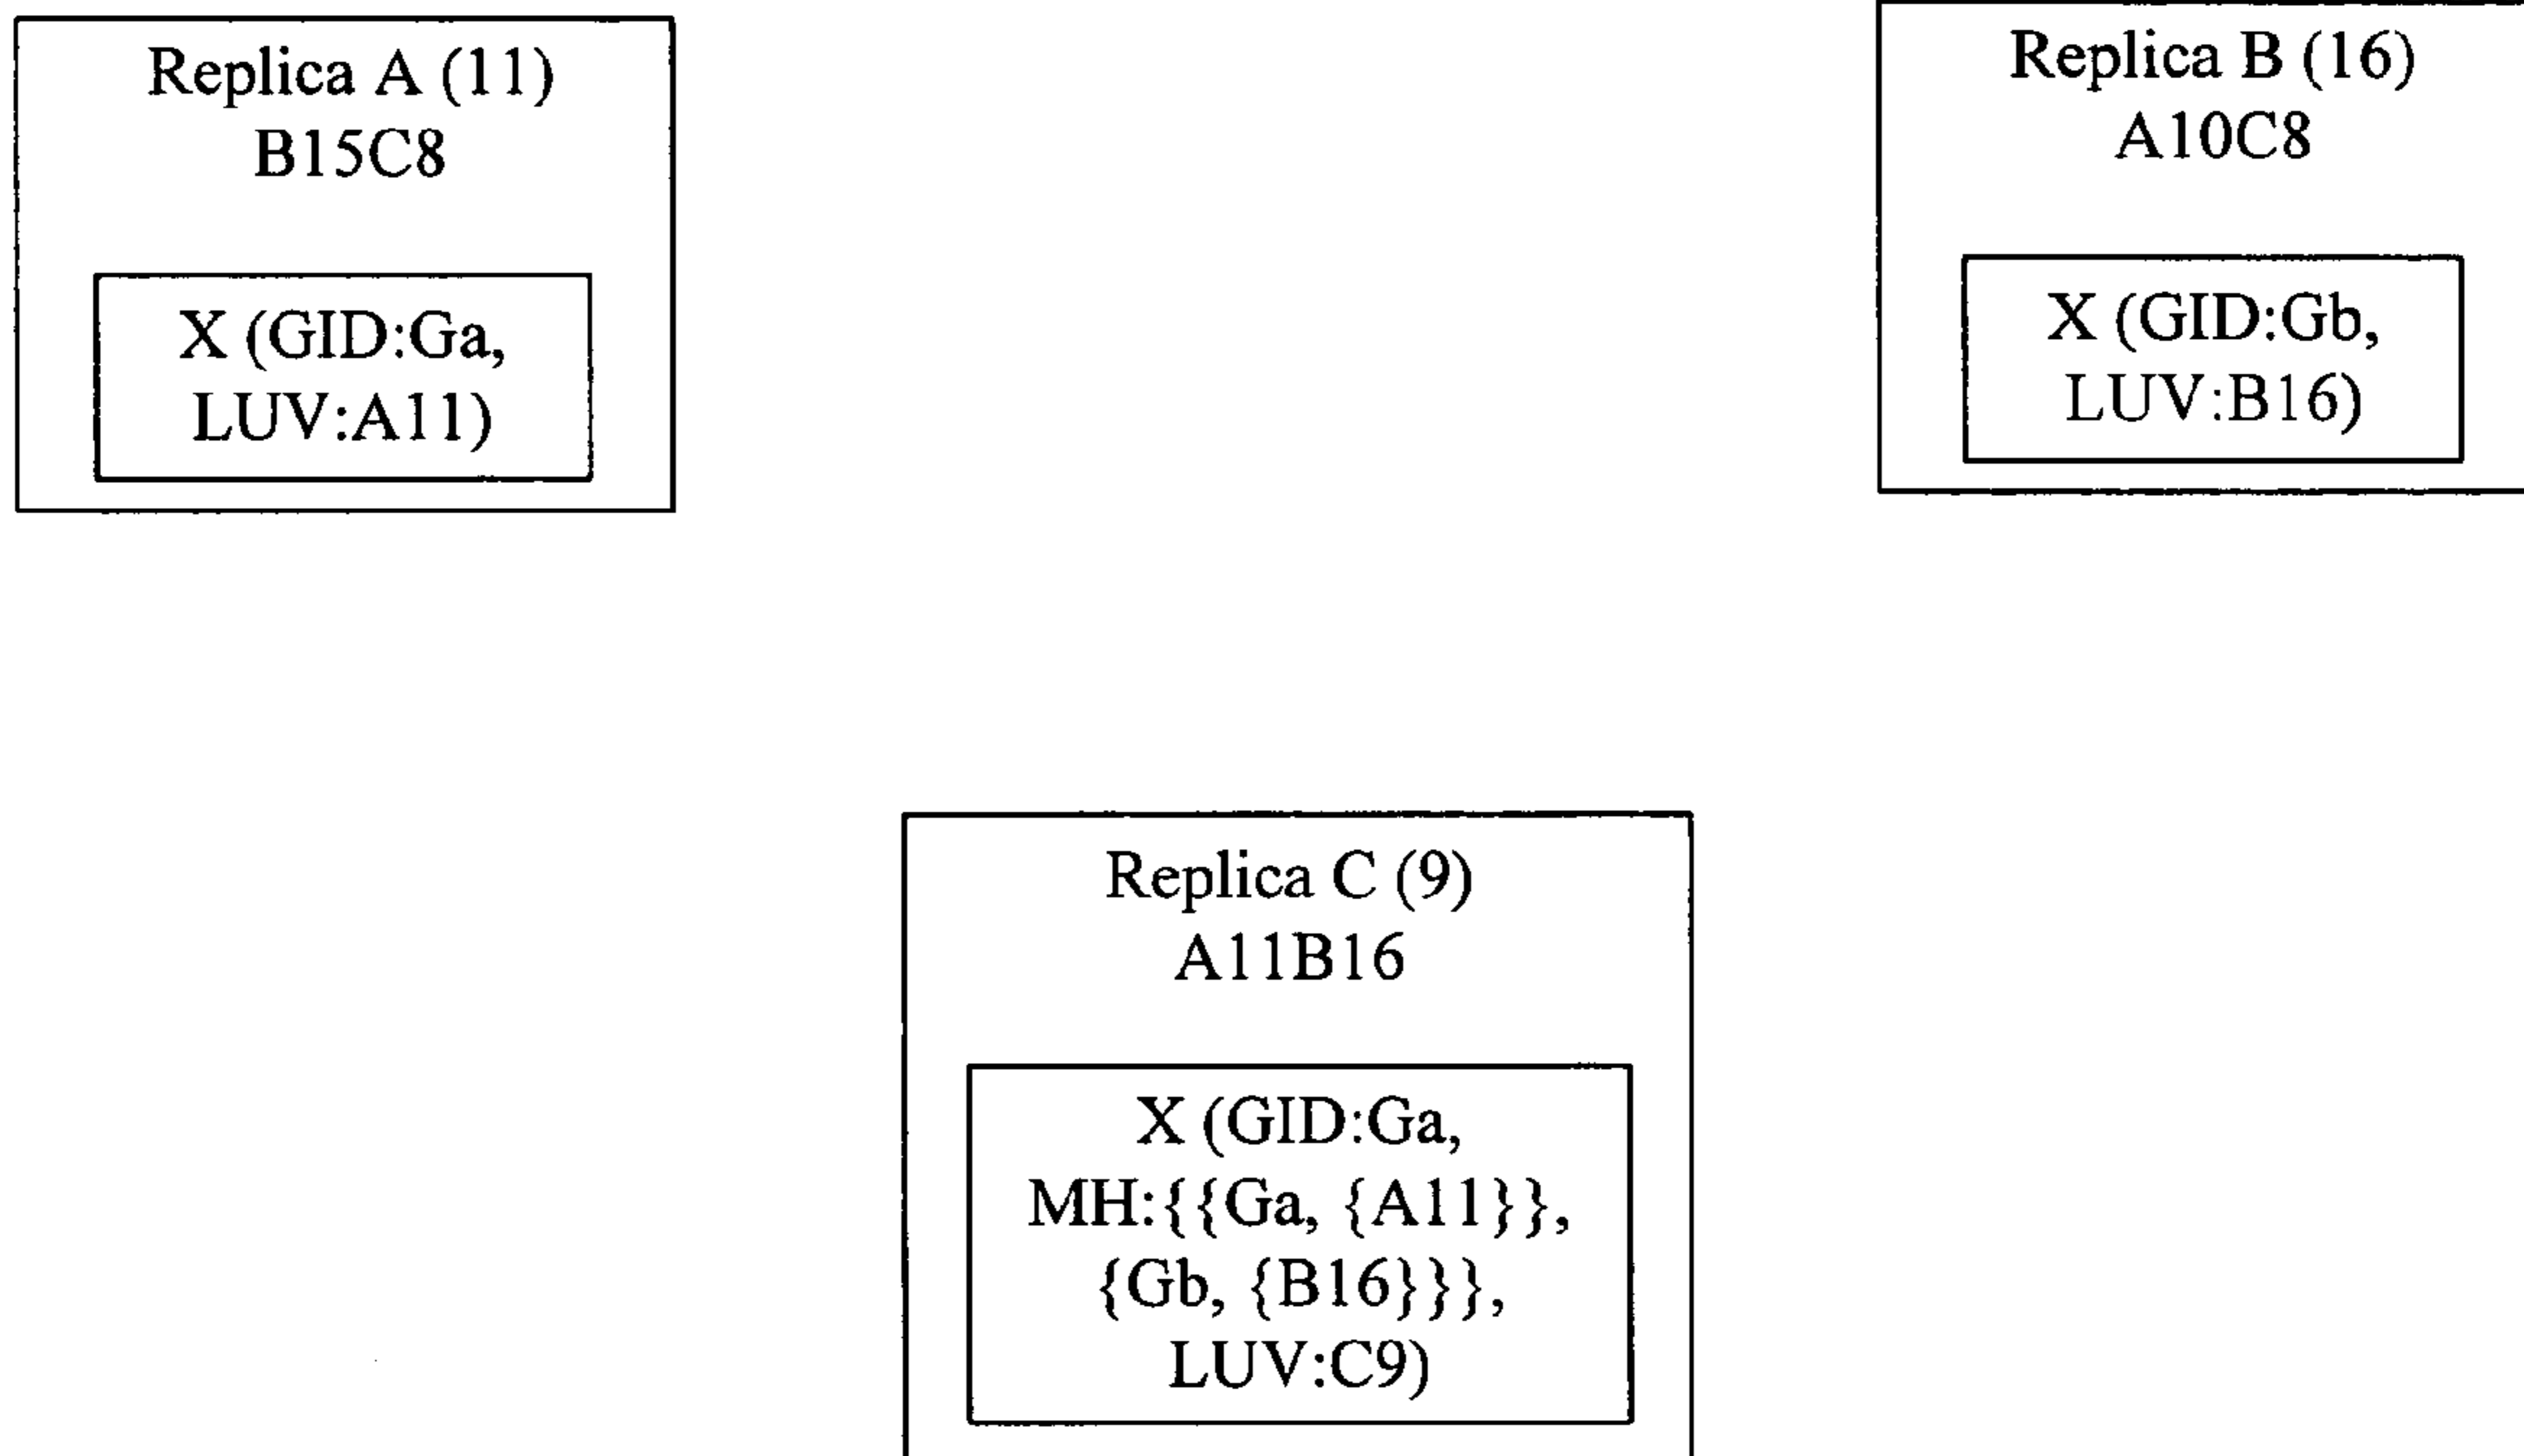 Replica A (11)
B15C8
X (GID:Ga,
LUV:A11)
Replica B (16)
A10C8
X (GID:Gb,
LUV:B16)
Replica C (9)
A11B16
X (GID:Ga,
MH:{{Ga, {A11}},
{Gb, {B16}}},
LUV:C9)